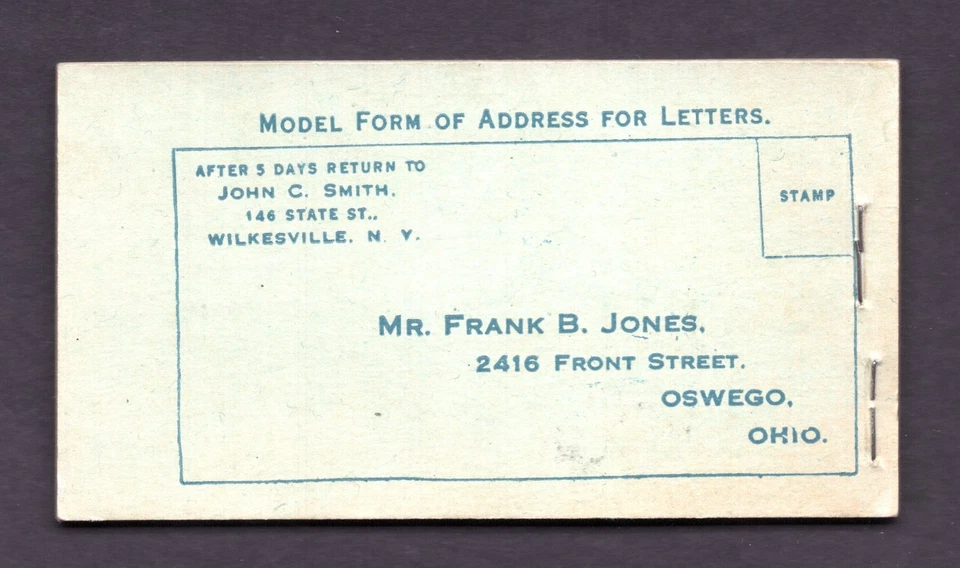 MODEL FORM OF ADDRESS FOR LETTERS.
AFTER 5 DAYS RETURN TO
JOHN C. SMITH,
146 STATE ST.,
WILKESVILLE, N. Y.
STAMP
MR. FRANK B. JONES,
2416 FRONT STREET.
OSWEGO,
OHIO.